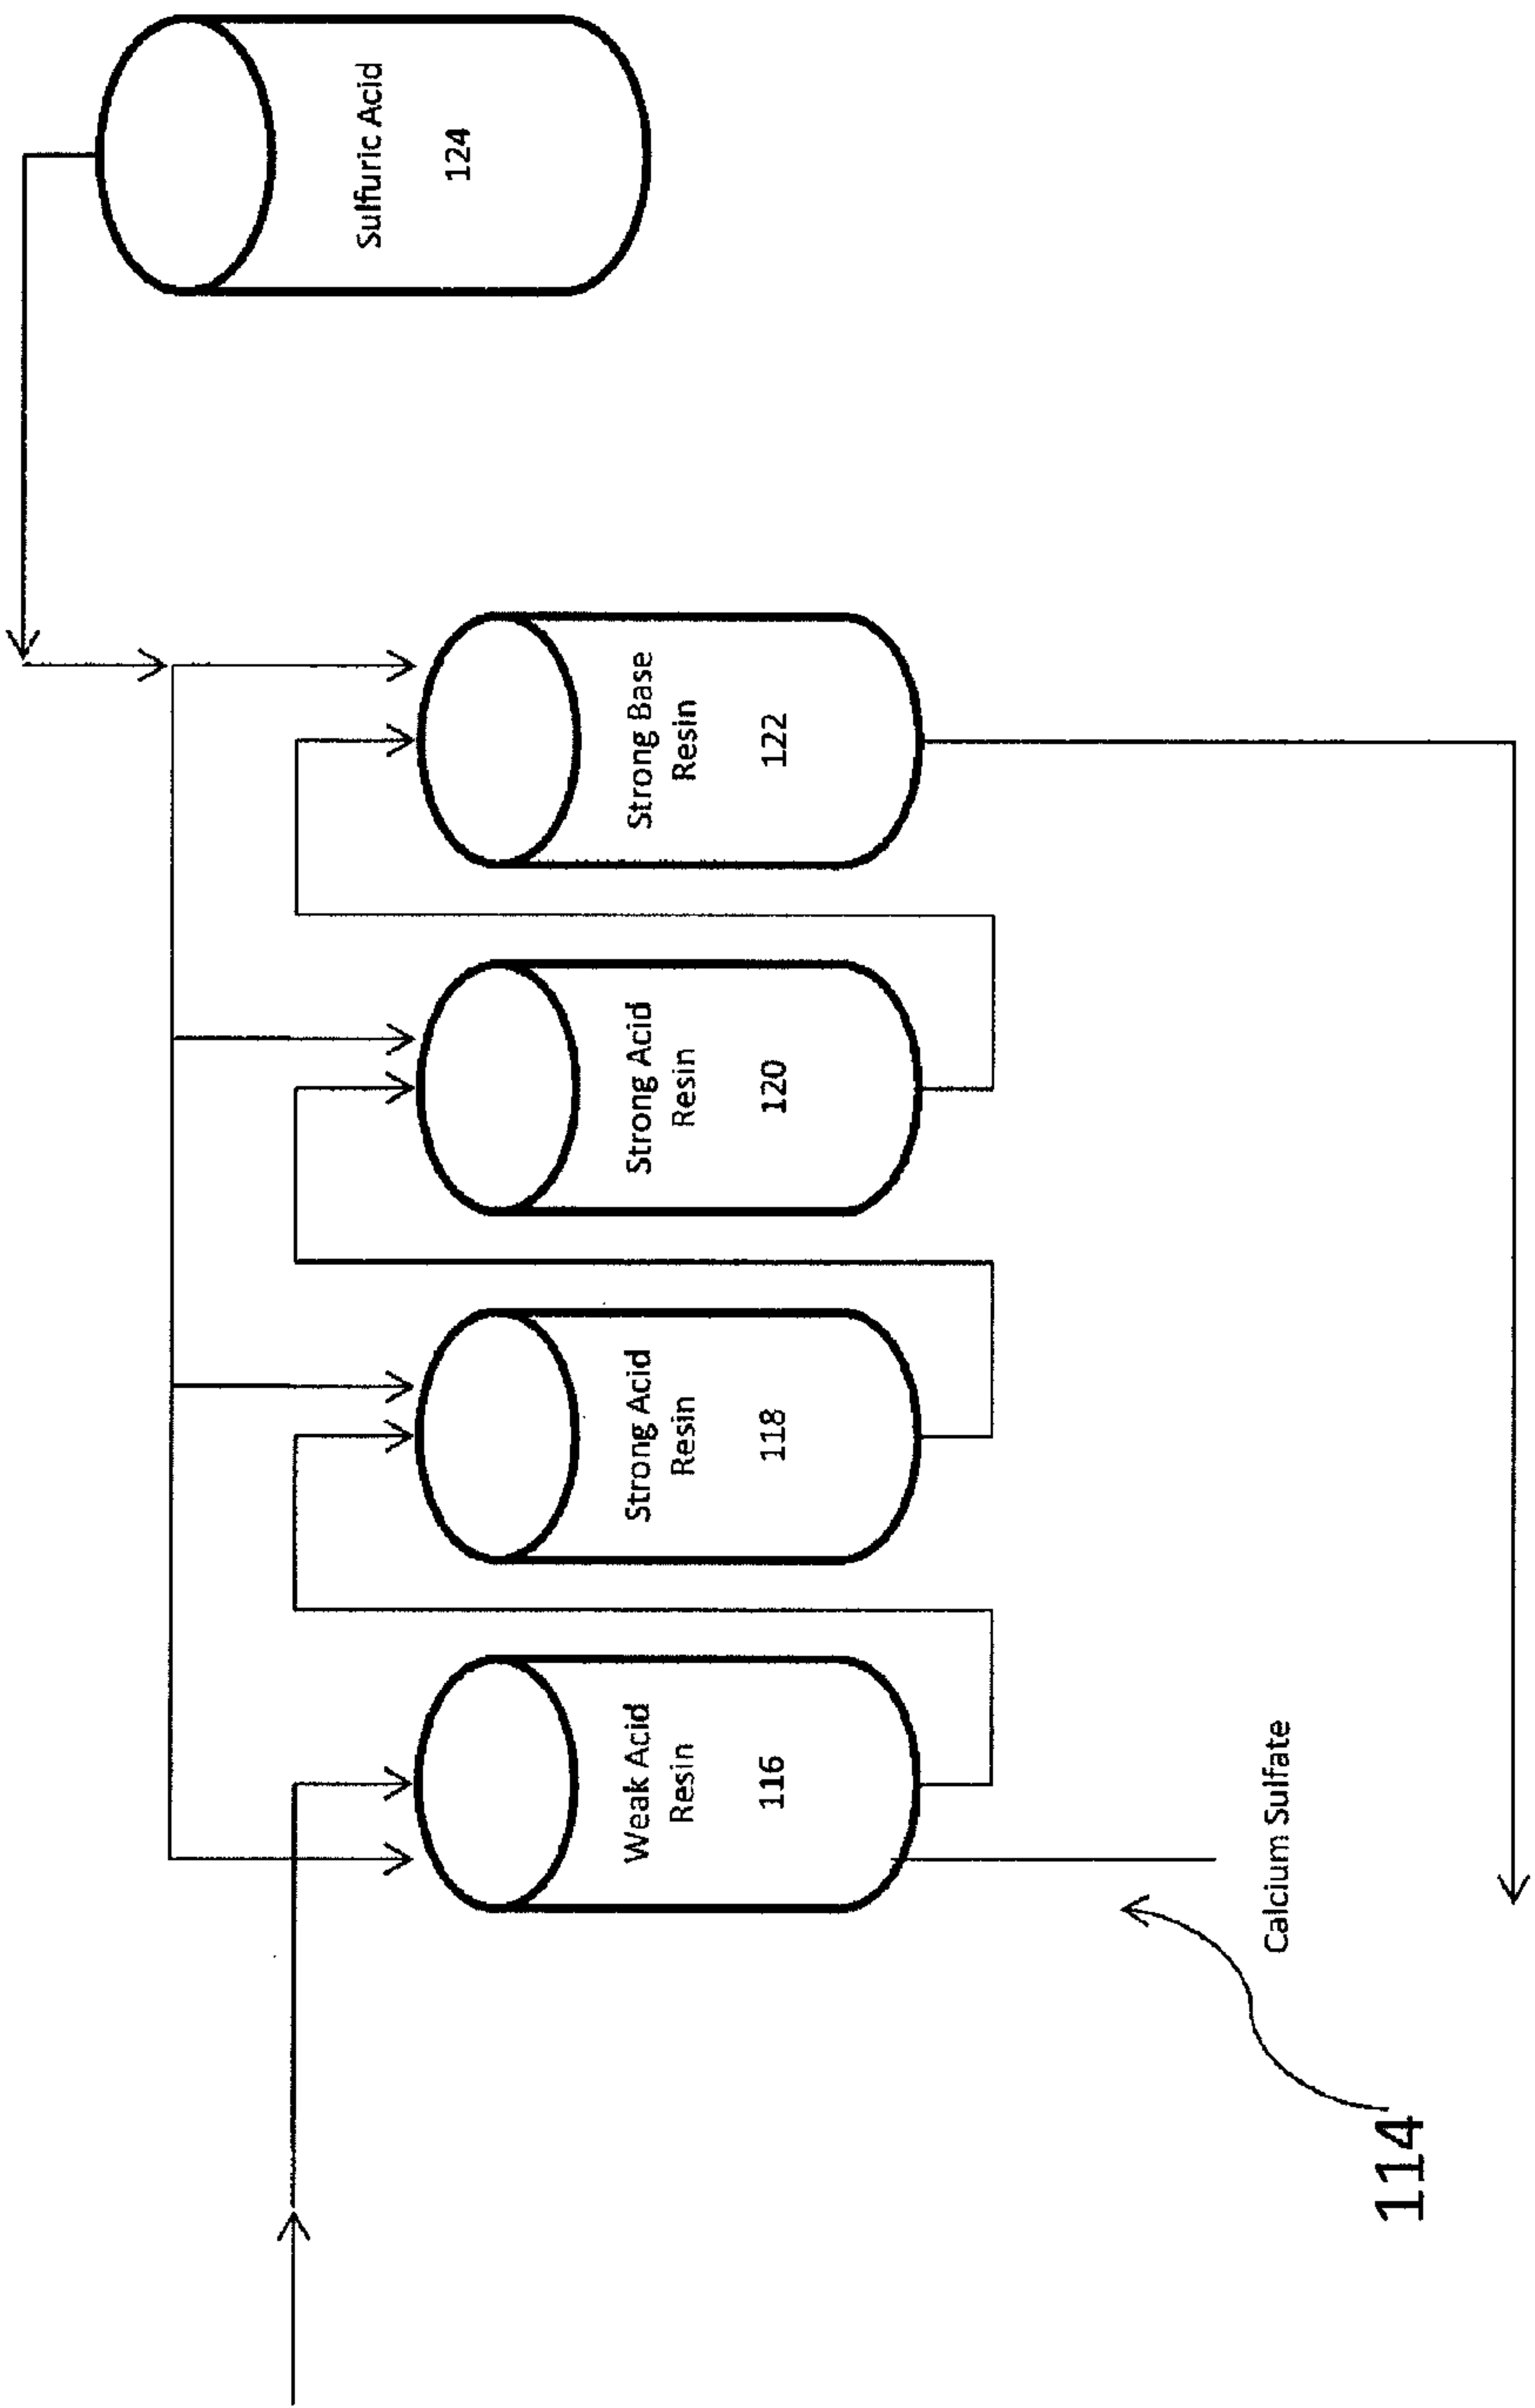 Sulfuric Acid
124
Weak Acid
Resin
116
Strong Acid
Resin
118
Strong Acid
Resin
120
Strong Base
Resin
122
Calcium Sulfate
114